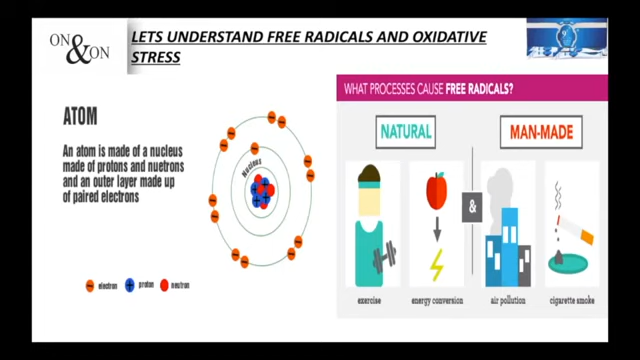 ON
&
ON
LETS UNDERSTAND FREE RADICALS AND OXIDATIVE
STRESS
ATOM
An atom is made of a nucleus
made of protons and nuetrons
and an outer layer made up
of paired electrons
Nucleus
electron
proton
neutron
WHAT PROCESSES CAUSE FREE RADICALS?
NATURAL
MAN-MADE
&
exercise
energy conversion
air pollution
cigarette smoke